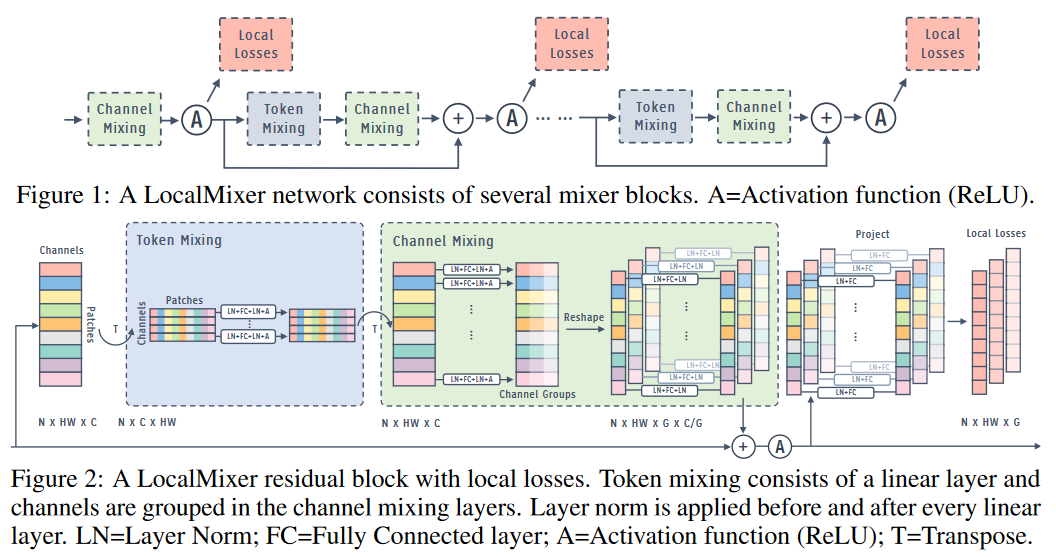 Local
Losses
Local
Losses
Local
Losses
Channel
Mixing
A
Token
Mixing
Channel
Mixing
+
A
... ...
Token
Mixing
Channel
Mixing
+
A
Figure 1: A LocalMixer network consists of several mixer blocks. A=Activation function (ReLU).
Channels
Patches
T
Token Mixing
Patches
Channels
LN+FC+LN+A
LN+FC+LN+A
T
Channel Mixing
LN+FC+LN+A
LN+FC+LN+A
LN+FC+LN+A
Channel Groups
Reshape
LN+FC+LN
LN+FC+LN
LN+FC+LN
LN+FC+LN
LN+FC+LN
LN+FC+LN
Project
LN+FC
LN+FC
LN+FC
LN+FC
LN+FC
LN+FC
Local Losses
N x HW x C
N x C x HW
N x HW x C
N x HW x G x C/G
N x HW x G
+
A
Figure 2: A LocalMixer residual block with local losses. Token mixing consists of a linear layer and
channels are grouped in the channel mixing layers. Layer norm is applied before and after every linear
layer. LN=Layer Norm; FC=Fully Connected layer; A=Activation function (ReLU); T=Transpose.